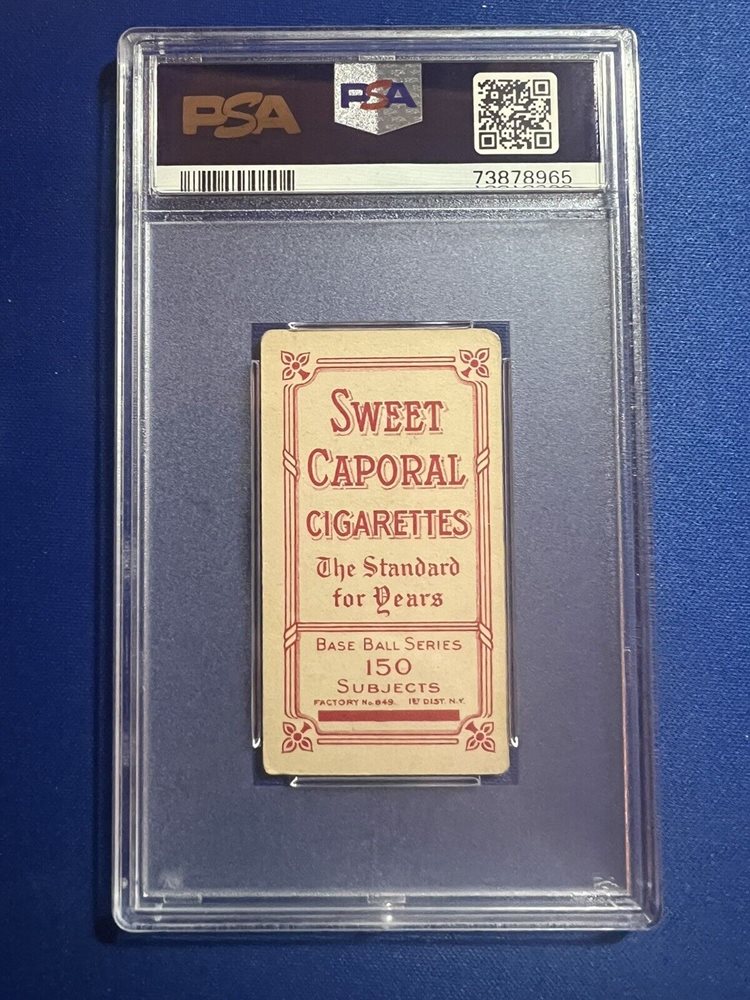 PSA
PSA
73878965
SWEET
CAPORAL
CIGARETTES
The Standard
for Years
BASE BALL SERIES
150
SUBJECTS
FACTORY No. 649. 1ST DIST. N.Y.